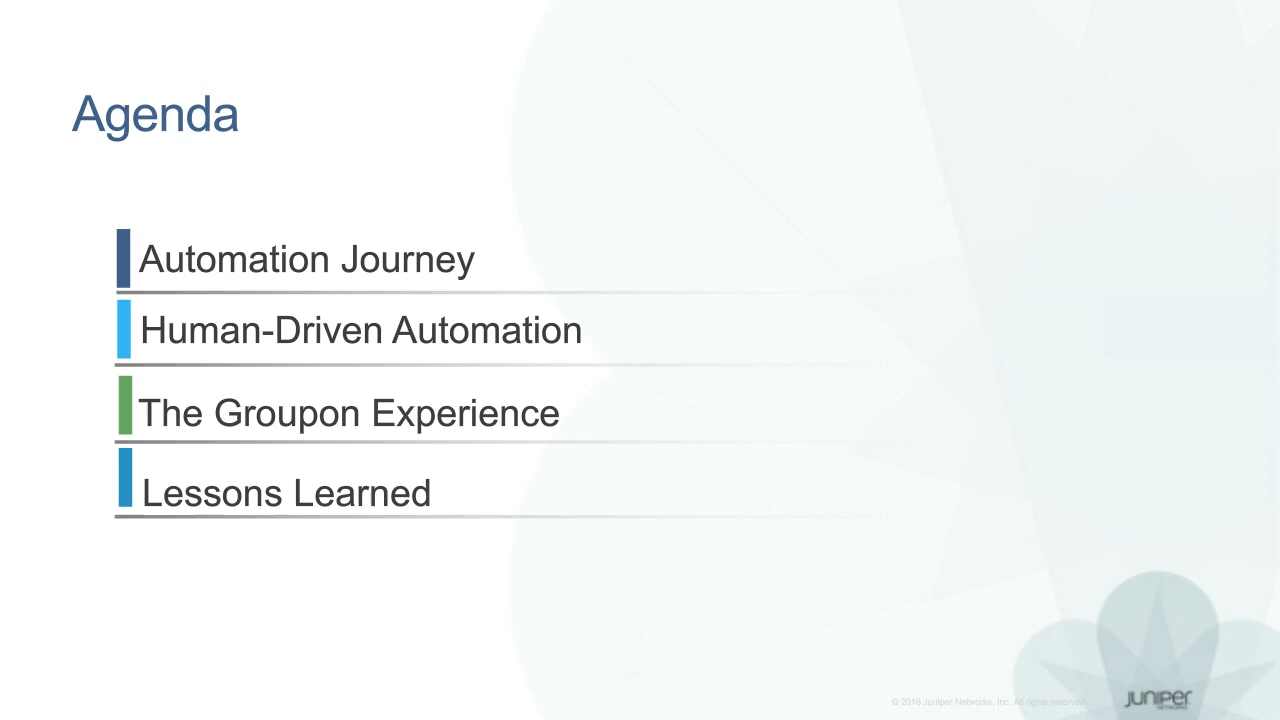 Agenda
Automation Journey
Human-Driven Automation
The Groupon Experience
Lessons Learned
© 2016 Juniper Networks, Inc. All rights reserved
JUNIPER
NETWORKS